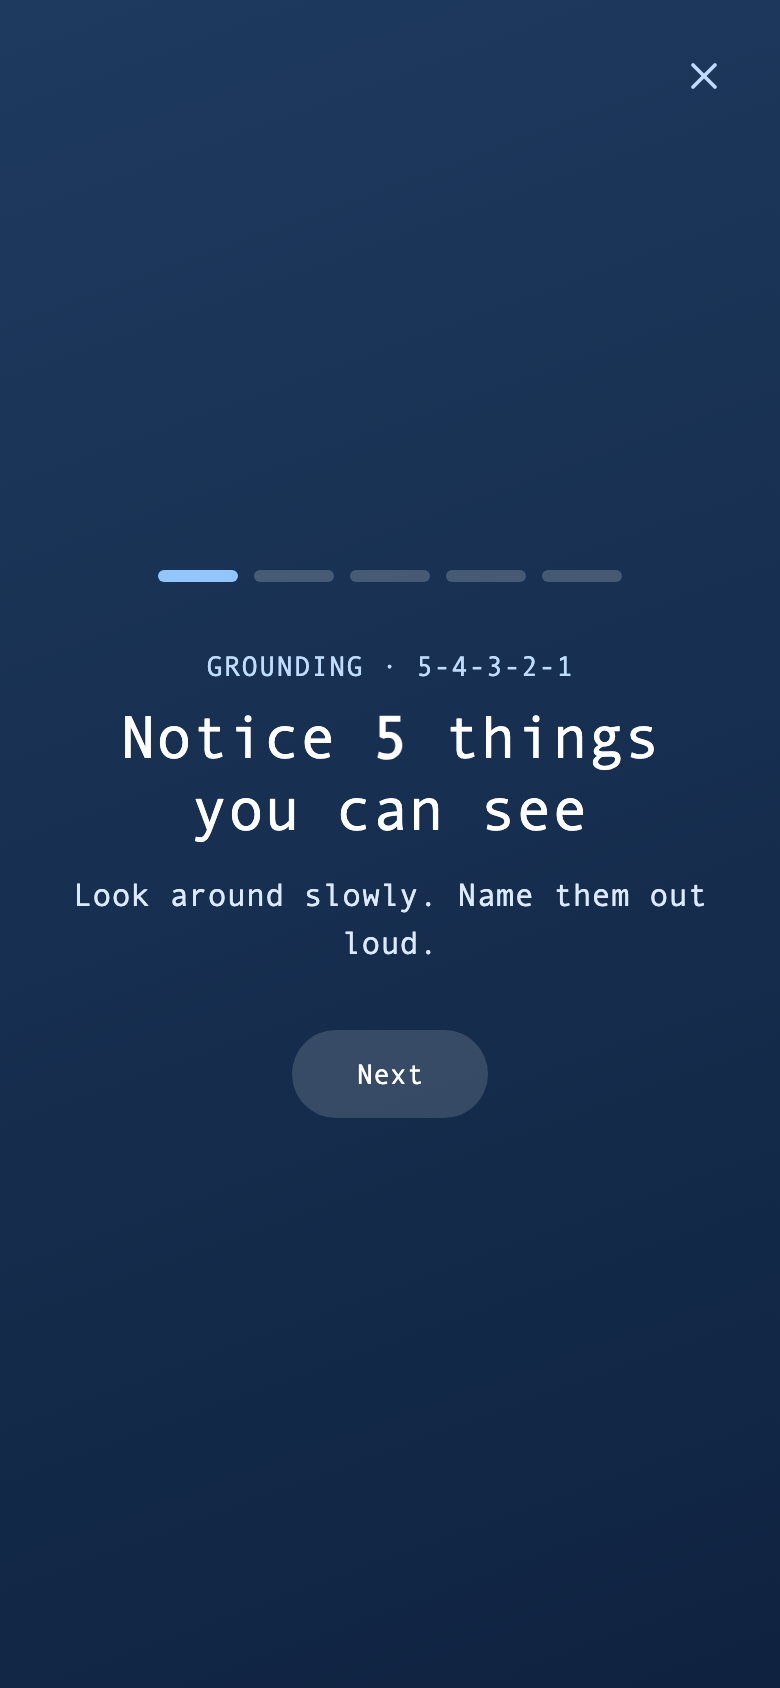 GROUNDING · 5-4-3-2-1
Notice 5 things
you can see
Look around slowly. Name them out
loud.
Next